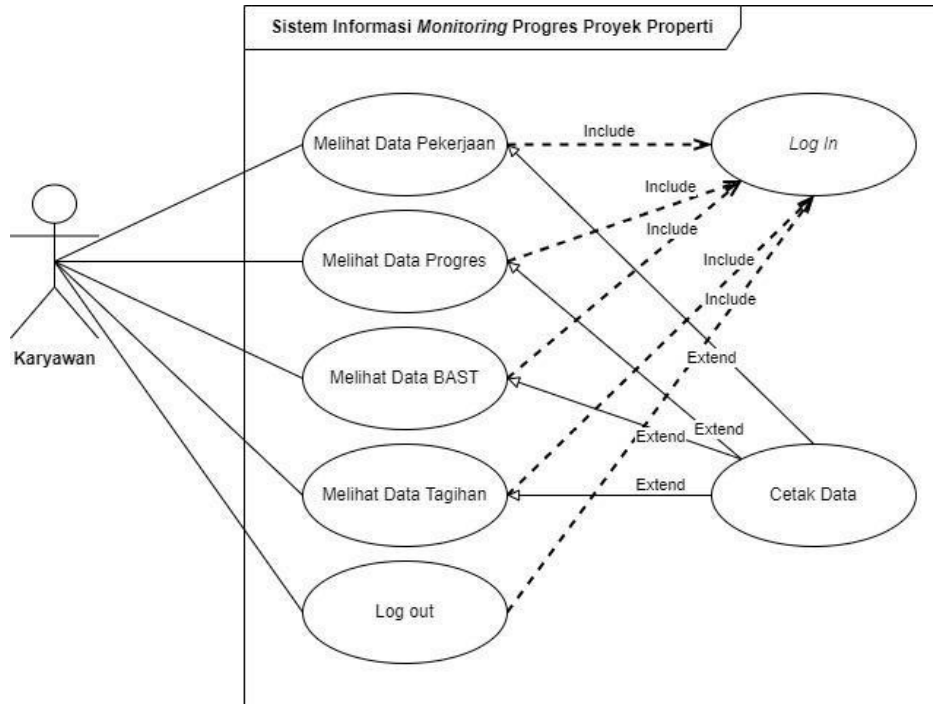 Sistem Informasi Monitoring Progres Proyek Properti
Melihat Data Pekerjaan
Include
Log In
Include
Melihat Data Progres
Include
Include
Include
Karyawan
Melihat Data BAST
Extend
Extend
Extend
Melihat Data Tagihan
Extend
Cetak Data
Log out